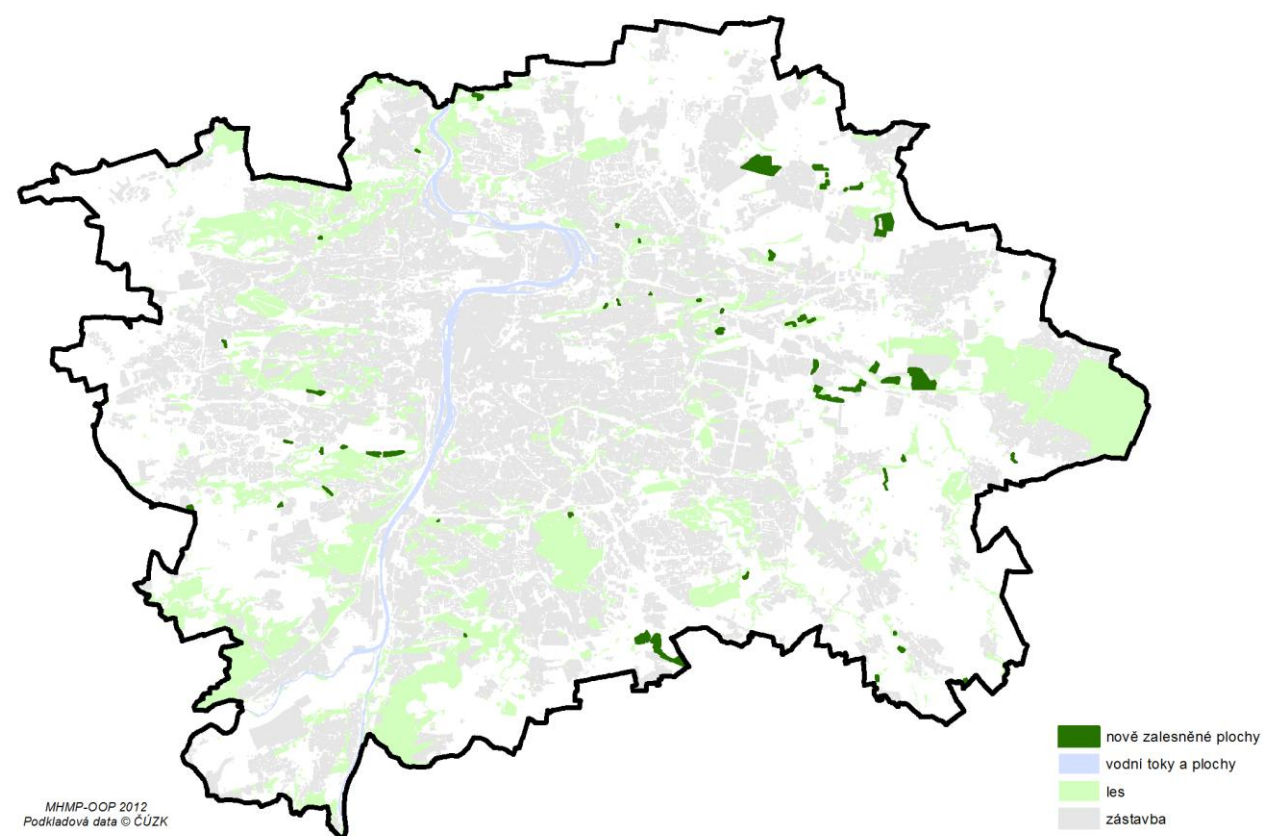 nově zalesněné plochy
vodní toky a plochy
les
zástavba
MHMP-OOP 2012
Podkladová data © ČÚZK